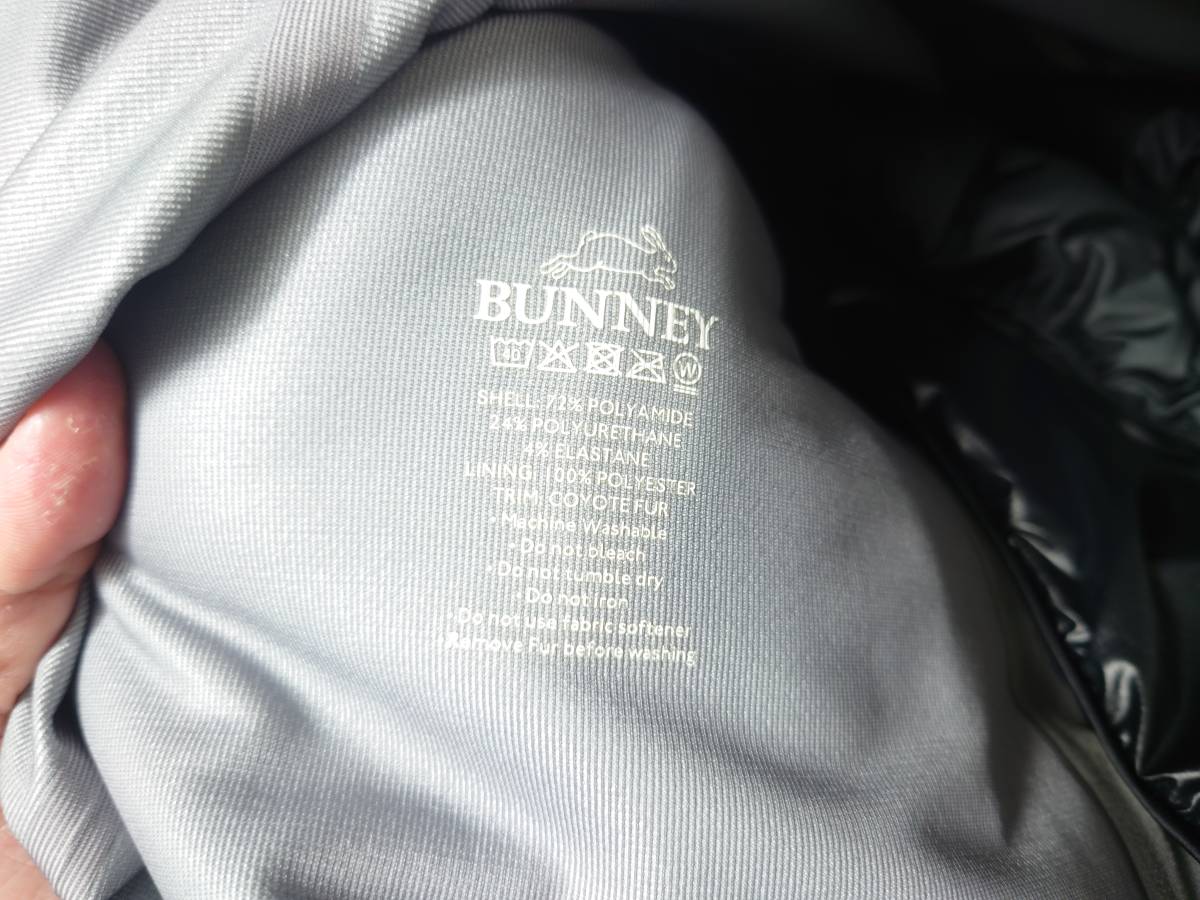 BUNNEY
40 W
SHELL: 72% POLYAMIDE
24% POLYURETHANE
4% ELASTANE
LINING: 100% POLYESTER
TRIM: COYOTE FUR
• Machine Washable
• Do not bleach
• Do not tumble dry
• Do not iron
• Do not use fabric softener
• Remove Fur before washing